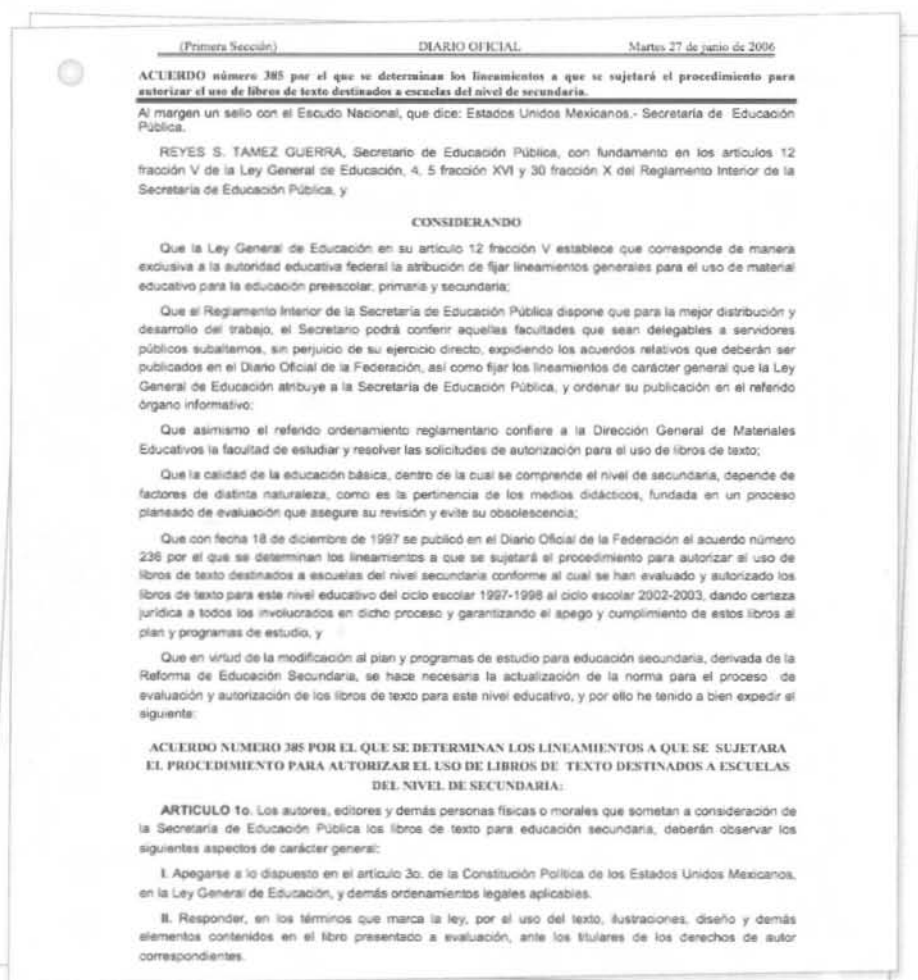 (Primera Sección) DIARIO OFICIAL Martes 27 de junio de 2006
ACUERDO número 385 por el que se determinan los lineamientos a que se sujetará el procedimiento para
autorizar el uso de libros de texto destinados a escuelas del nivel de secundaria.
Al margen un sello con el Escudo Nacional, que dice: Estados Unidos Mexicanos.- Secretaría de Educación
Pública.
REYES S. TAMEZ GUERRA, Secretario de Educación Pública, con fundamento en los artículos 12
fracción V de la Ley General de Educación, 4, 5 fracción XVI y 30 fracción X del Reglamento Interior de la
Secretaría de Educación Pública, y
CONSIDERANDO
Que la Ley General de Educación en su artículo 12 fracción V establece que corresponde de manera
exclusiva a la autoridad educativa federal la atribución de fijar lineamientos generales para el uso de material
educativo para la educación preescolar, primaria y secundaria;
Que el Reglamento Interior de la Secretaría de Educación Pública dispone que para la mejor distribución y
desarrollo del trabajo, el Secretario podrá conferir aquellas facultades que sean delegables a servidores
públicos subalternos, sin perjuicio de su ejercicio directo, expidiendo los acuerdos relativos que deberán ser
publicados en el Diario Oficial de la Federación, así como fijar los lineamientos de carácter general que la Ley
General de Educación atribuye a la Secretaría de Educación Pública, y ordenar su publicación en el referido
órgano informativo;
Que asimismo el referido ordenamiento reglamentario confiere a la Dirección General de Materiales
Educativos la facultad de estudiar y resolver las solicitudes de autorización para el uso de libros de texto;
Que la calidad de la educación básica, dentro de la cual se comprende el nivel de secundaria, depende de
factores de distinta naturaleza, como es la pertinencia de los medios didácticos, fundada en un proceso
planeado de evaluación que asegure su revisión y evite su obsolescencia;
Que con fecha 18 de diciembre de 1997 se publicó en el Diario Oficial de la Federación el acuerdo número
236 por el que se determinan los lineamientos a que se sujetará el procedimiento para autorizar el uso de
libros de texto destinados a escuelas del nivel secundaria conforme al cual se han evaluado y autorizado los
libros de texto para este nivel educativo del ciclo escolar 1997-1998 al ciclo escolar 2002-2003, dando certeza
jurídica a todos los involucrados en dicho proceso y garantizando el apego y cumplimiento de estos libros al
plan y programas de estudio, y
Que en virtud de la modificación al plan y programas de estudio para educación secundaria, derivada de la
Reforma de Educación Secundaria, se hace necesaria la actualización de la norma para el proceso de
evaluación y autorización de los libros de texto para este nivel educativo, y por ello he tenido a bien expedir el
siguiente:
ACUERDO NUMERO 385 POR EL QUE SE DETERMINAN LOS LINEAMIENTOS A QUE SE SUJETARA
EL PROCEDIMIENTO PARA AUTORIZAR EL USO DE LIBROS DE TEXTO DESTINADOS A ESCUELAS
DEL NIVEL DE SECUNDARIA:
ARTICULO 1o. Los autores, editores y demás personas físicas o morales que sometan a consideración de
la Secretaría de Educación Pública los libros de texto para educación secundaria, deberán observar los
siguientes aspectos de carácter general:
I. Apegarse a lo dispuesto en el artículo 3o. de la Constitución Política de los Estados Unidos Mexicanos,
en la Ley General de Educación, y demás ordenamientos legales aplicables.
II. Responder, en los términos que marca la ley, por el uso del texto, ilustraciones, diseño y demás
elementos contenidos en el libro presentado a evaluación, ante los titulares de los derechos de autor
correspondientes.